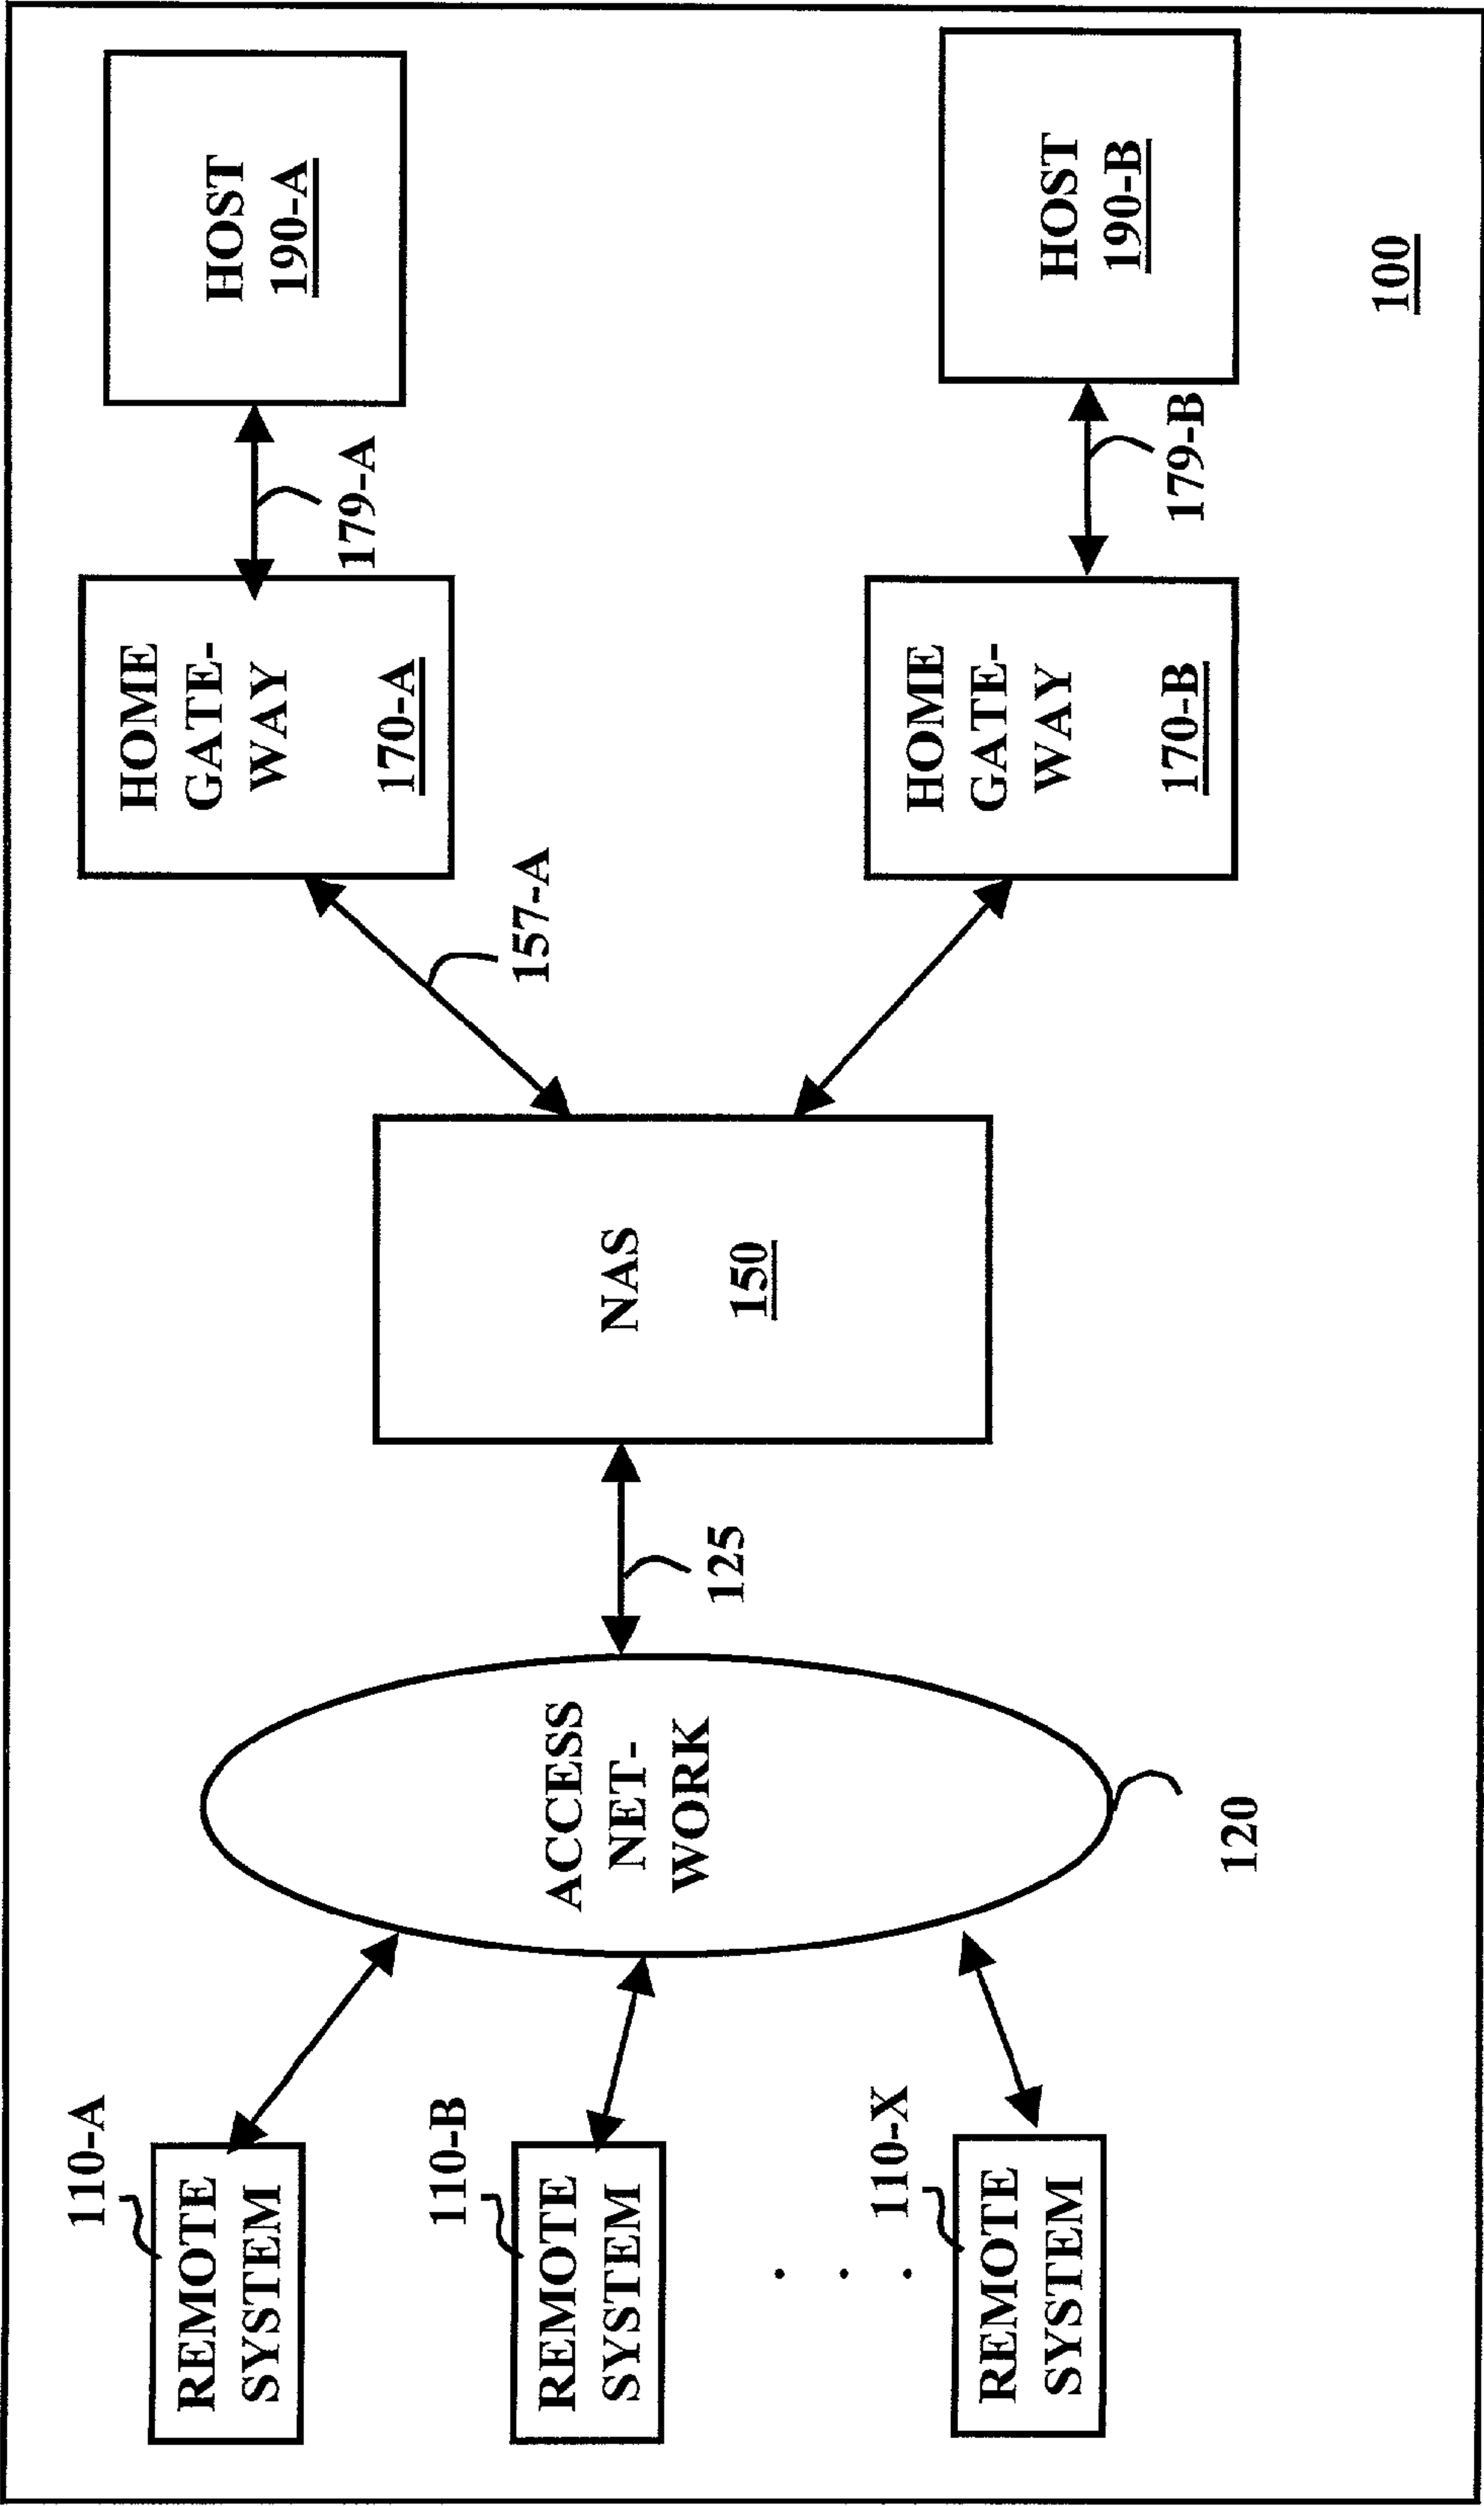 110-A
REMOTE
SYSTEM
110-B
REMOTE
SYSTEM
. . .
110-X
REMOTE
SYSTEM
ACCESS
NET-
WORK
120
125
NAS
150
157-A
HOME
GATE-
WAY
170-A
HOME
GATE-
WAY
170-B
179-A
179-B
HOST
190-A
HOST
190-B
100